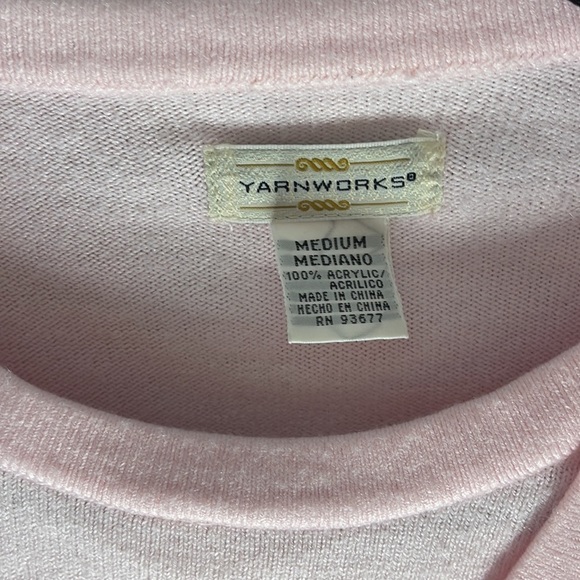 YARNWORKS®
MEDIUM
MEDIANO
100% ACRYLIC/
ACRILICO
MADE IN CHINA
HECHO EN CHINA
RN 93677